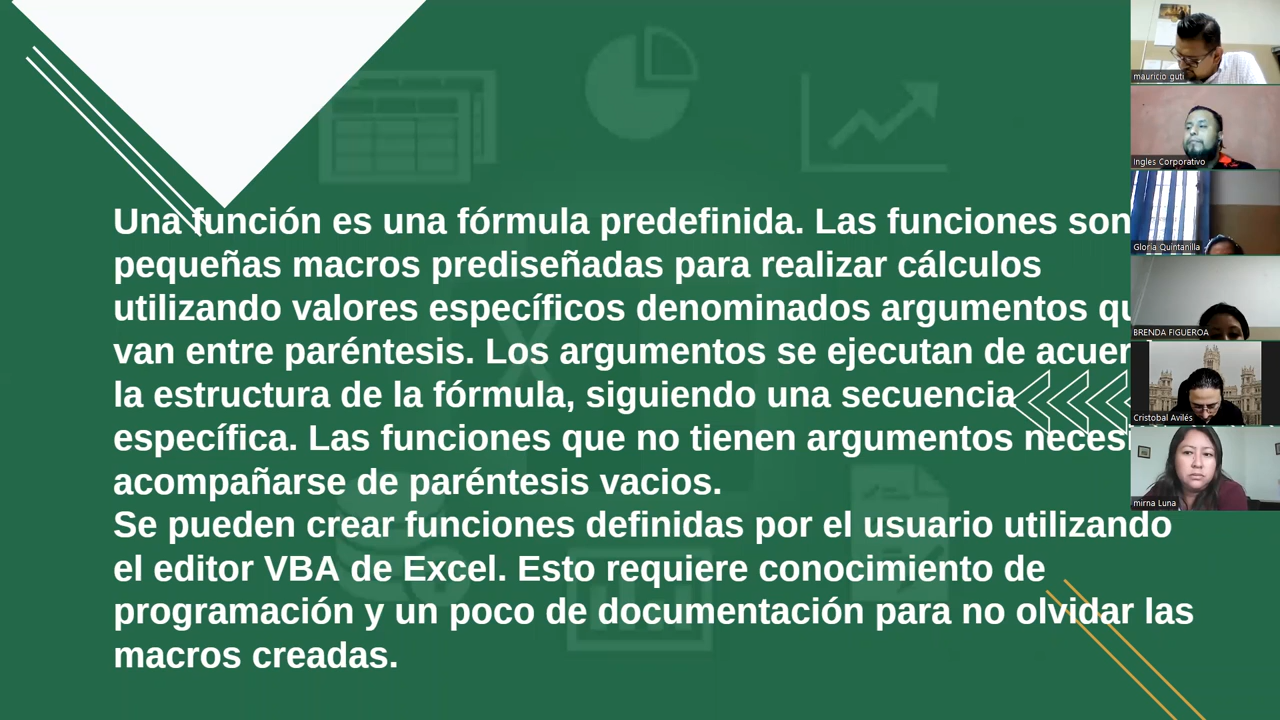 Una función es una fórmula predefinida. Las funciones son
pequeñas macros prediseñadas para realizar cálculos
utilizando valores específicos denominados argumentos
van entre paréntesis. Los argumentos se ejecutan de
la estructura de la fórmula, siguiendo una secuencia
específica. Las funciones que no tienen argumentos
acompañarse de paréntesis vacios.
Se pueden crear funciones definidas por el usuario utilizando
el editor VBA de Excel. Esto requiere conocimiento de
programación y un poco de documentación para no olvidar las
macros creadas.
mauricio guti
Ingles Corporativo
Gloria Quintanilla
BRENDA FIGUEROA
Cristobal Avilés
mirna Luna